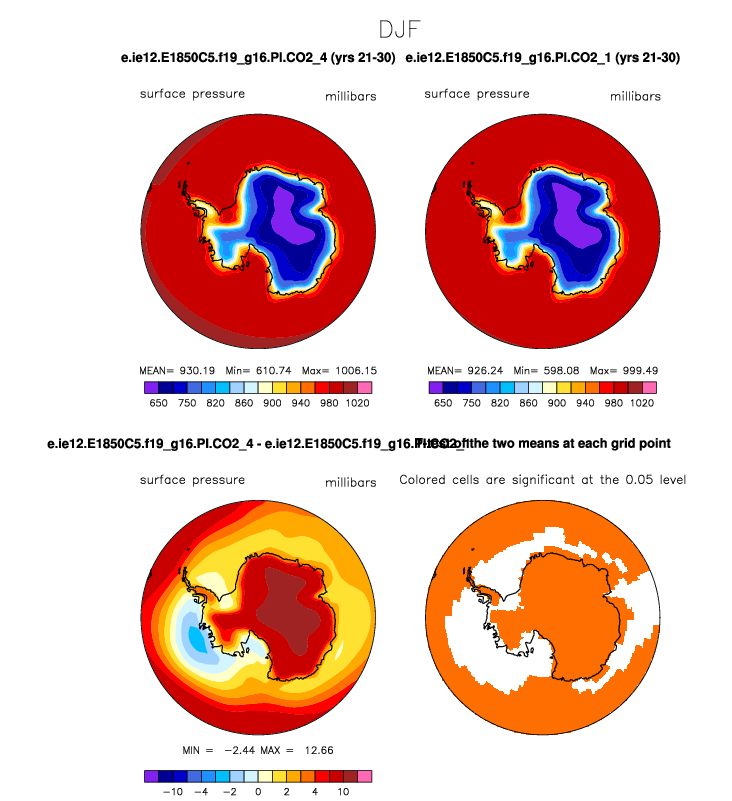 DJF
e.ie12.E1850C5.f19_g16.PI.CO2_4 (yrs 21-30) e.ie12.E1850C5.f19_g16.PI.CO2_1 (yrs 21-30)
surface pressure millibars surface pressure millibars
MEAN= 930.19 Min= 610.74 Max= 1006.15 MEAN= 926.24 Min= 598.08 Max= 999.49
650 750 820 860 900 940 980 1020 650 750 820 860 900 940 980 1020
e.ie12.E1850C5.f19_g16.PI.CO2_4 - e.ie12.E1850C5.f19_g16.PI.CO2_ of the two means at each grid point
surface pressure millibars Colored cells are significant at the 0.05 level
MIN = -2.44 MAX = 12.66
-10 -4 -2 0 2 4 10